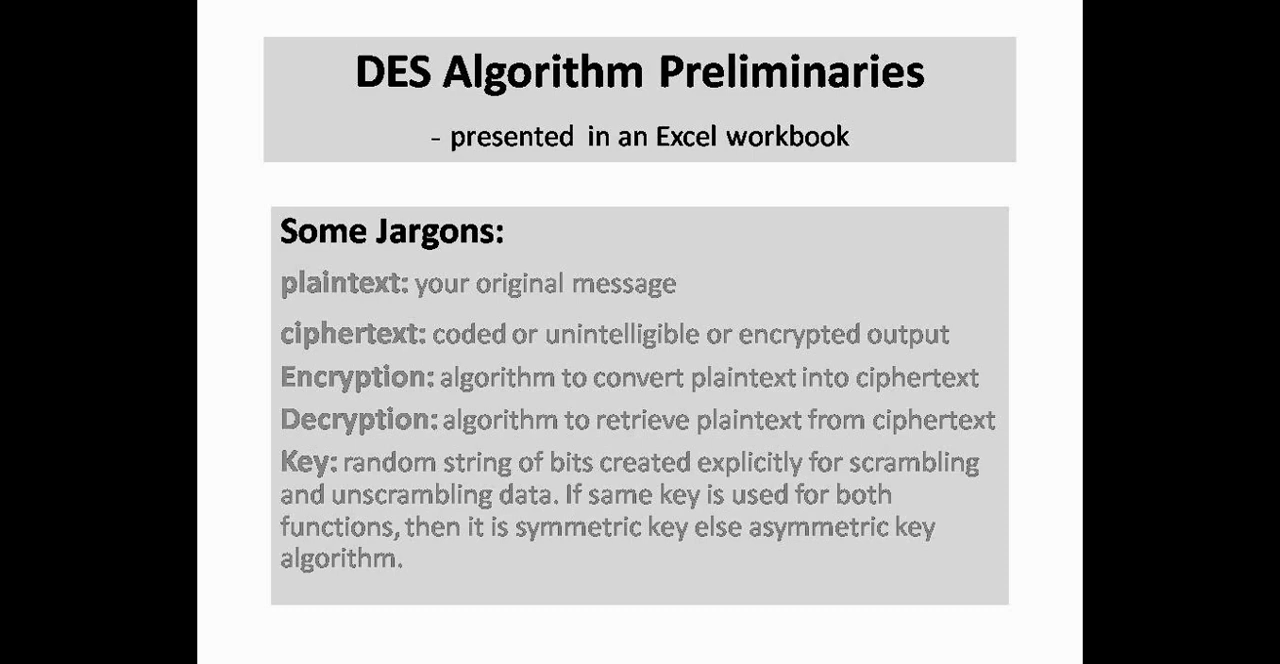 DES Algorithm Preliminaries
- presented in an Excel workbook
Some Jargons:
plaintext: your original message
ciphertext: coded or unintelligible or encrypted output
Encryption: algorithm to convert plaintext into ciphertext
Decryption: algorithm to retrieve plaintext from ciphertext
Key: random string of bits created explicitly for scrambling
and unscrambling data. If same key is used for both
functions, then it is symmetric key else asymmetric key
algorithm.